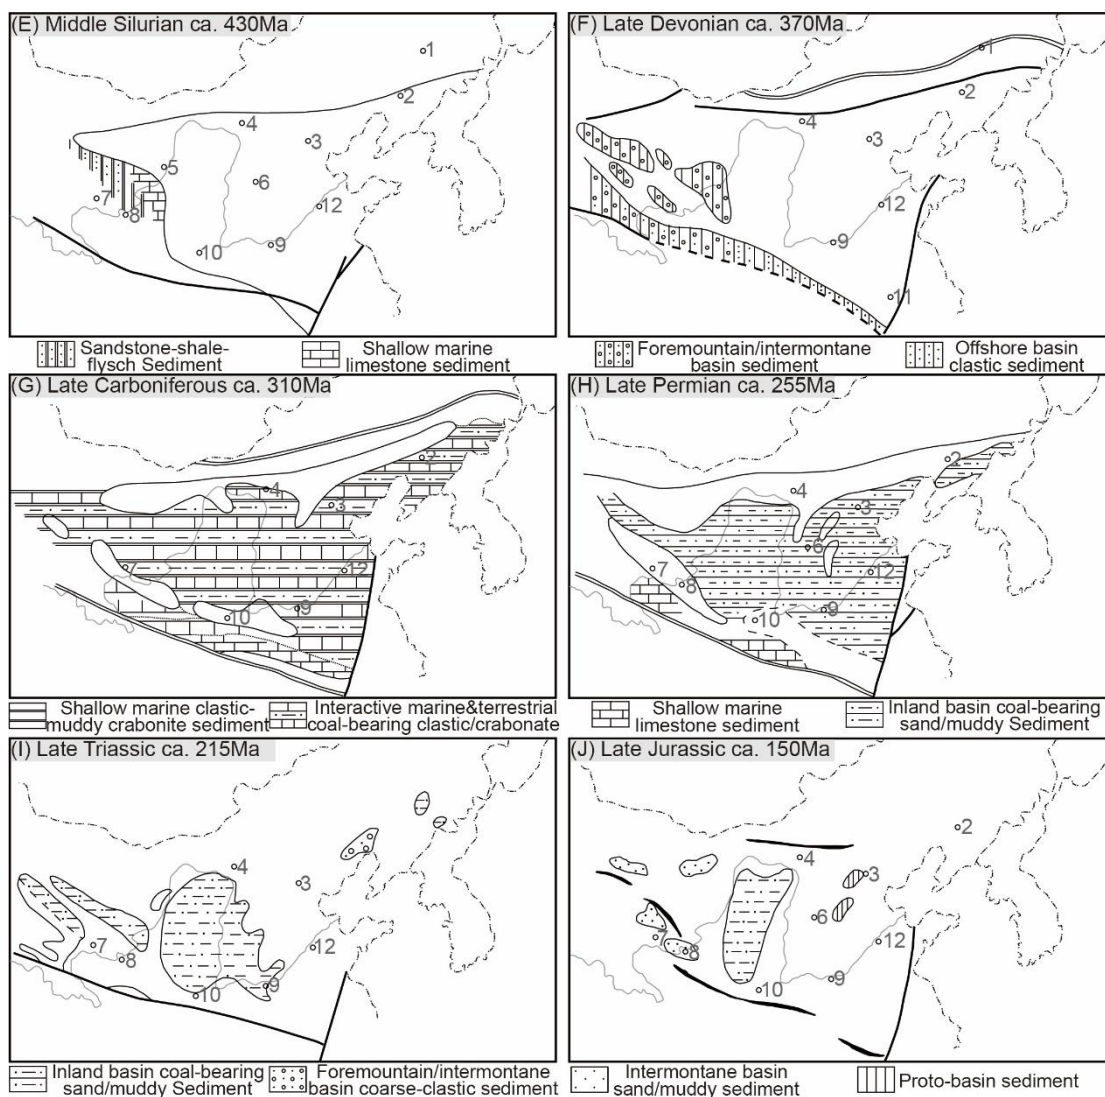 (E) Middle Silurian ca. 430Ma
1
2
4
3
5
6
7
8
12
10
9
Sandstone-shale-
flysch Sediment
Shallow marine
limestone sediment
(F) Late Devonian ca. 370Ma
1
2
4
3
12
9
11
Foremountain/intermontane
basin sediment
Offshore basin
clastic sediment
(G) Late Carboniferous ca. 310Ma
2
4
3
12
9
10
Shallow marine clastic-
muddy crabonite sediment
Interactive marine&terrestrial
coal-bearing clastic/crabonate
(H) Late Permian ca. 255Ma
2
4
3
6
7
8
12
9
10
Shallow marine
limestone sediment
Inland basin coal-bearing
sand/muddy Sediment
(I) Late Triassic ca. 215Ma
4
3
7
8
12
9
10
Inland basin coal-bearing
sand/muddy Sediment
Foremountain/intermontane
basin coarse-clastic sediment
(J) Late Jurassic ca. 150Ma
2
4
3
6
7
8
12
9
10
Intermontane basin
sand/muddy sediment
Proto-basin sediment